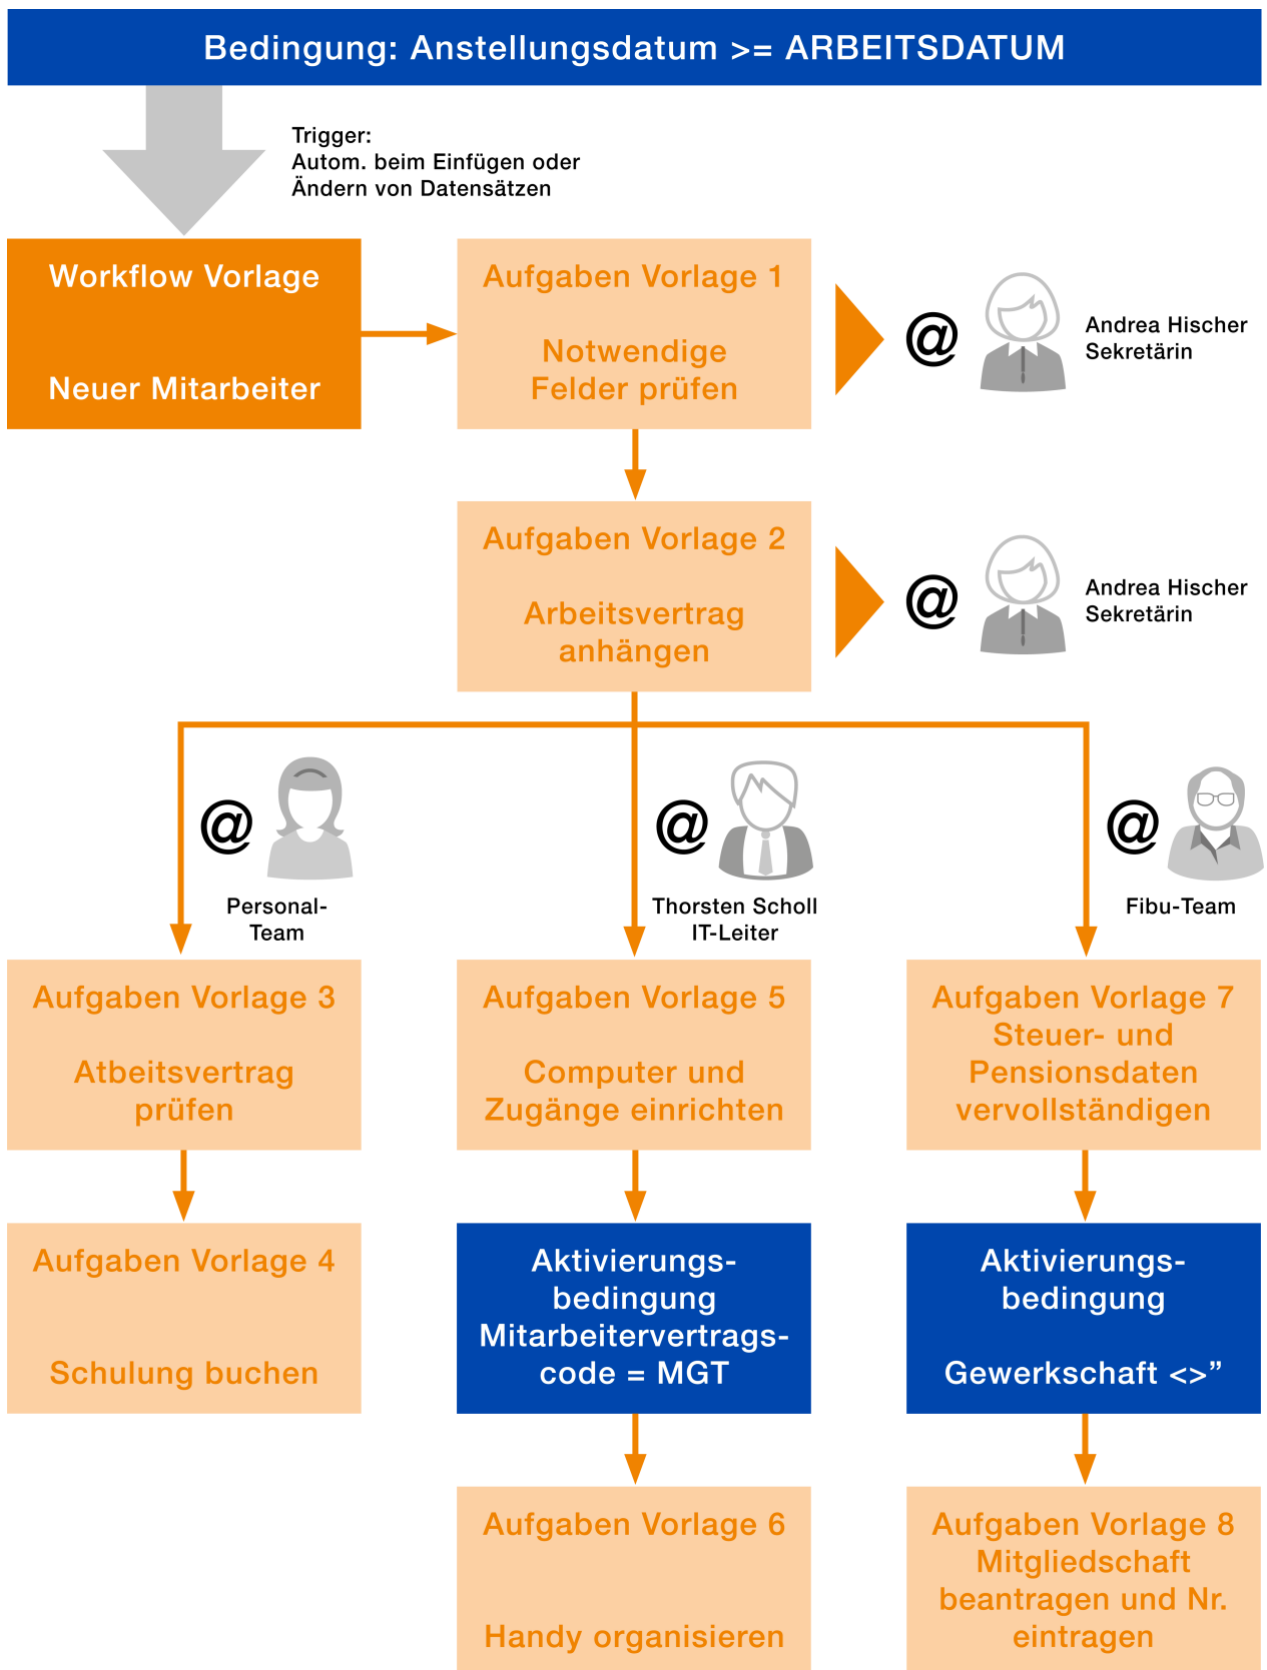 Bedingung: Anstellungsdatum >= ARBEITSDATUM
Trigger:
Autom. beim Einfügen oder
Ändern von Datensätzen
Workflow Vorlage
Neuer Mitarbeiter
Aufgaben Vorlage 1
Notwendige
Felder prüfen
@
Andrea Hischer
Sekretärin
Aufgaben Vorlage 2
Arbeitsvertrag
anhängen
@
Andrea Hischer
Sekretärin
@
Personal-
Team
@
Thorsten Scholl
IT-Leiter
@
Fibu-Team
Aufgaben Vorlage 3
Atbeitsvertrag
prüfen
Aufgaben Vorlage 5
Computer und
Zugänge einrichten
Aufgaben Vorlage 7
Steuer- und
Pensionsdaten
vervollständigen
Aufgaben Vorlage 4
Schulung buchen
Aktivierungs-
bedingung
Mitarbeitervertrags-
code = MGT
Aktivierungs-
bedingung
Gewerkschaft <>”
Aufgaben Vorlage 6
Handy organisieren
Aufgaben Vorlage 8
Mitgliedschaft
beantragen und Nr.
eintragen